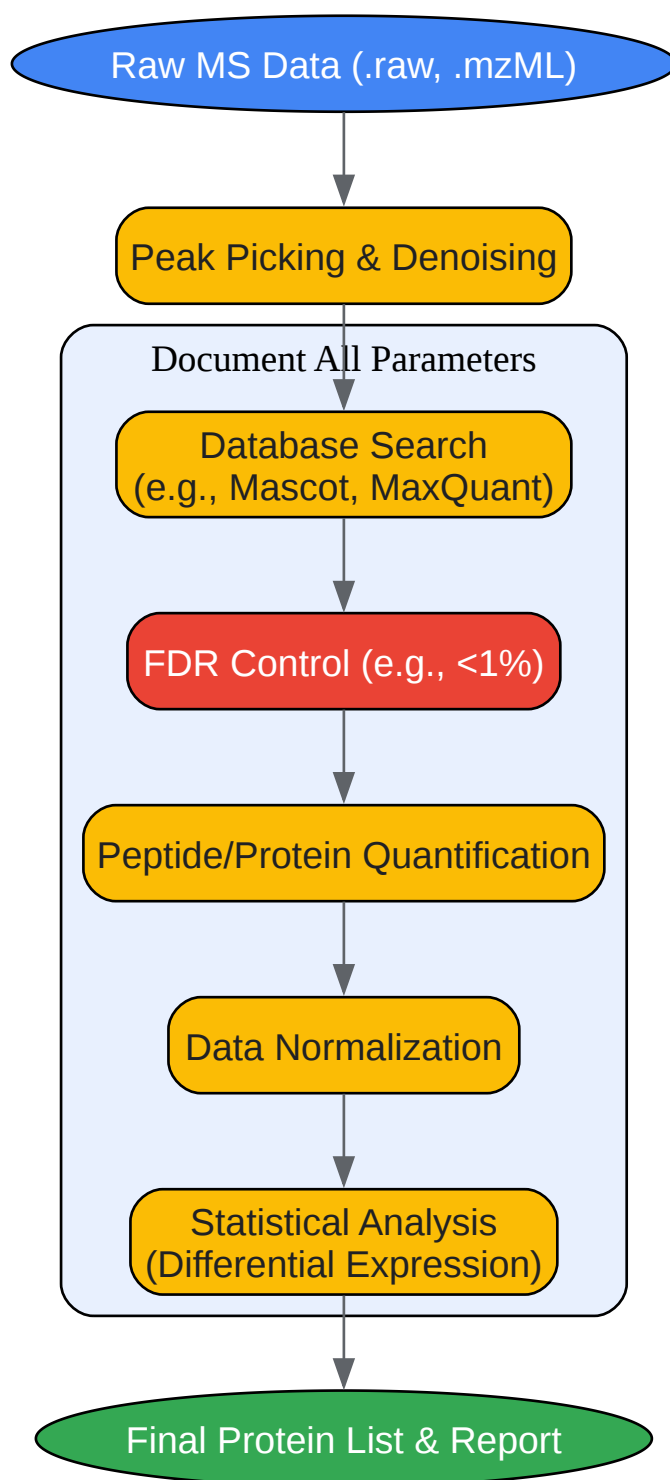 Raw MS Data (.raw, .mzML)
Peak Picking & Denoising
Document All Parameters
Database Search
(e.g., Mascot, MaxQuant)
FDR Control (e.g., <1%)
Peptide/Protein Quantification
Data Normalization
Statistical Analysis
(Differential Expression)
Final Protein List & Report